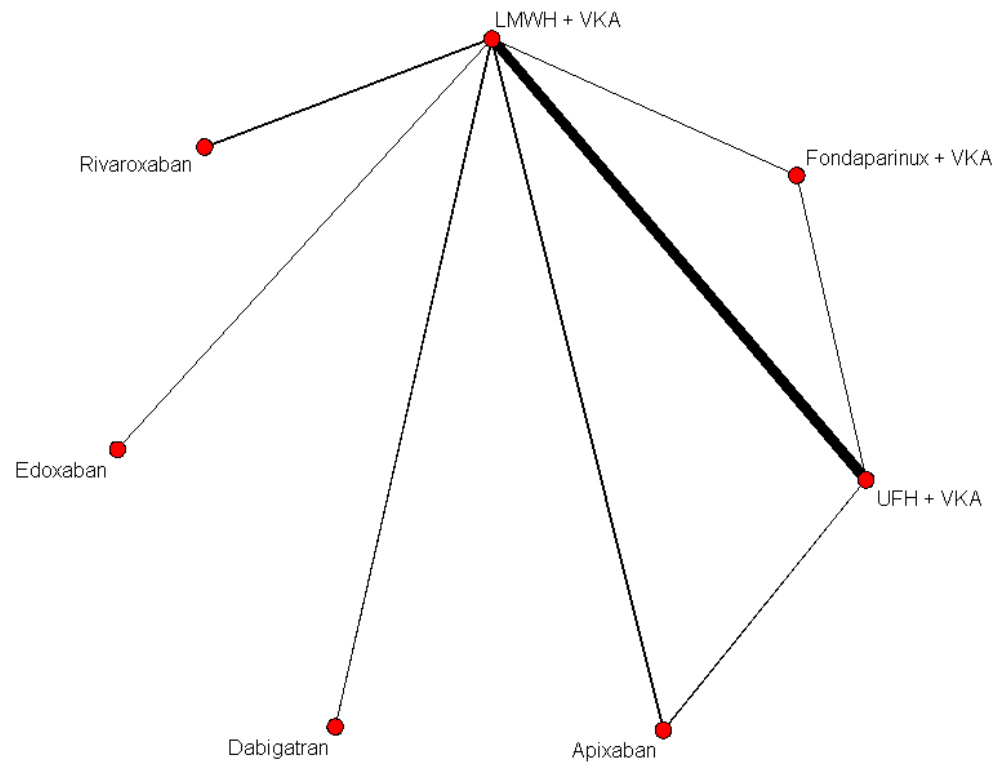 LMWH + VKA
Rivaroxaban
Fondaparinux + VKA
Edoxaban
UFH + VKA
Dabigatran
Apixaban